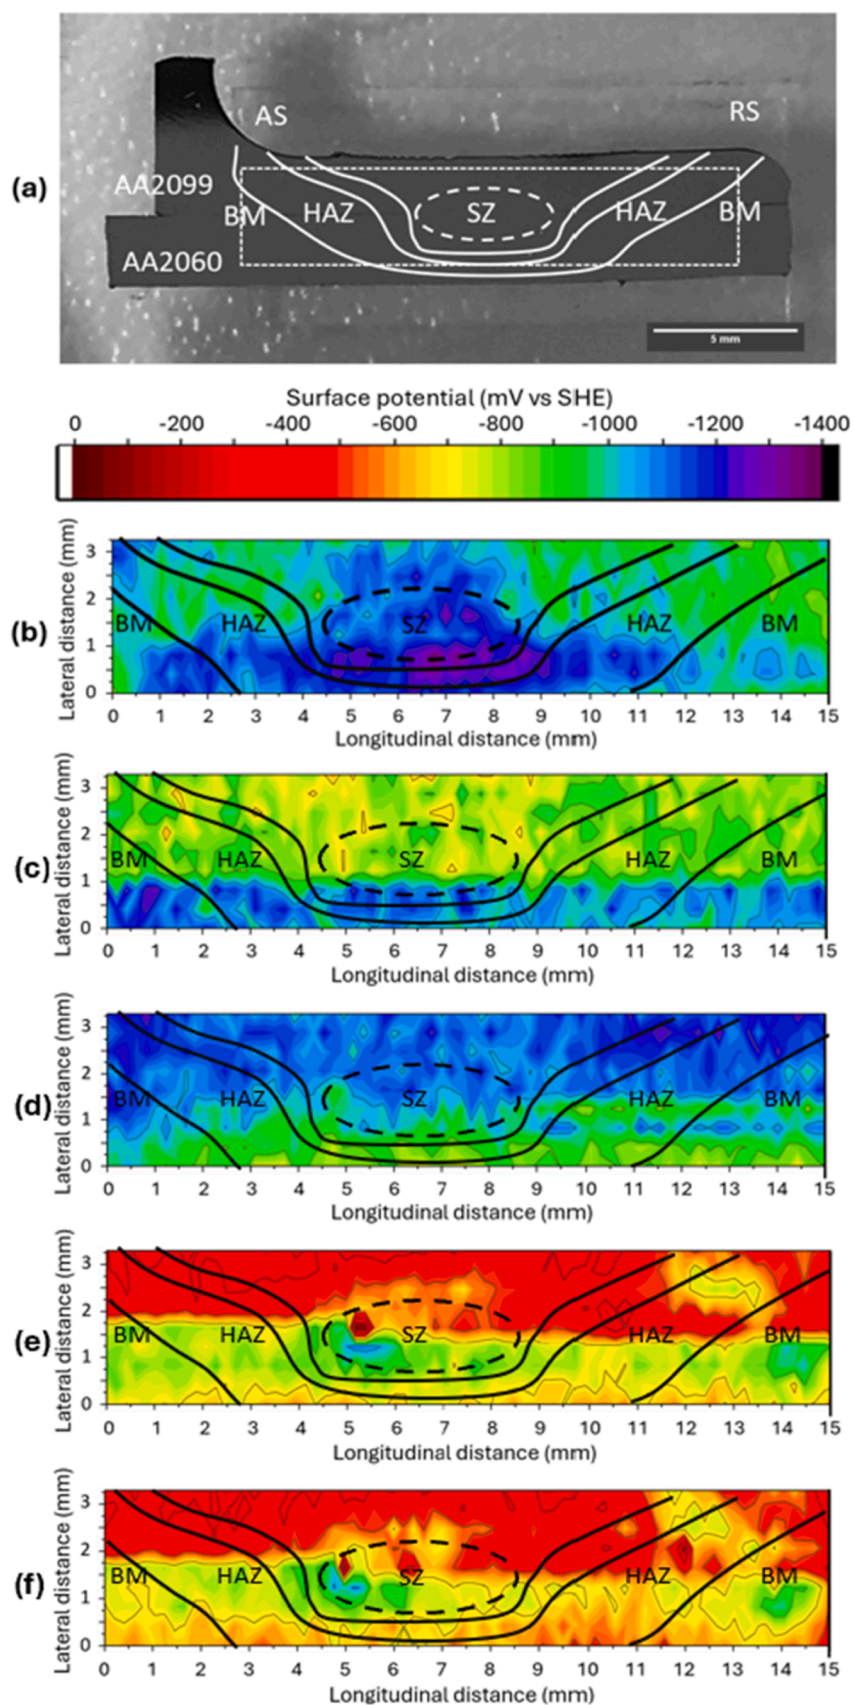 (a)
AS RS
AA2099
BM HAZ SZ HAZ BM
AA2060
5 mm
Surface potential (mV vs SHE)
0 -200 -400 -600 -800 -1000 -1200 -1400
(b)
Lateral distance (mm)
3
2
1
0
BM HAZ SZ HAZ BM
0 1 2 3 4 5 6 7 8 9 10 11 12 13 14 15
Longitudinal distance (mm)
(c)
Lateral distance (mm)
3
2
1
0
BM HAZ SZ HAZ BM
0 1 2 3 4 5 6 7 8 9 10 11 12 13 14 15
Longitudinal distance (mm)
(d)
Lateral distance (mm)
3
2
1
0
BM HAZ SZ HAZ BM
0 1 2 3 4 5 6 7 8 9 10 11 12 13 14 15
Longitudinal distance (mm)
(e)
Lateral distance (mm)
3
2
1
0
BM HAZ SZ HAZ BM
0 1 2 3 4 5 6 7 8 9 10 11 12 13 14 15
Longitudinal distance (mm)
(f)
Lateral distance (mm)
3
2
1
0
BM HAZ SZ HAZ BM
0 1 2 3 4 5 6 7 8 9 10 11 12 13 14 15
Longitudinal distance (mm)